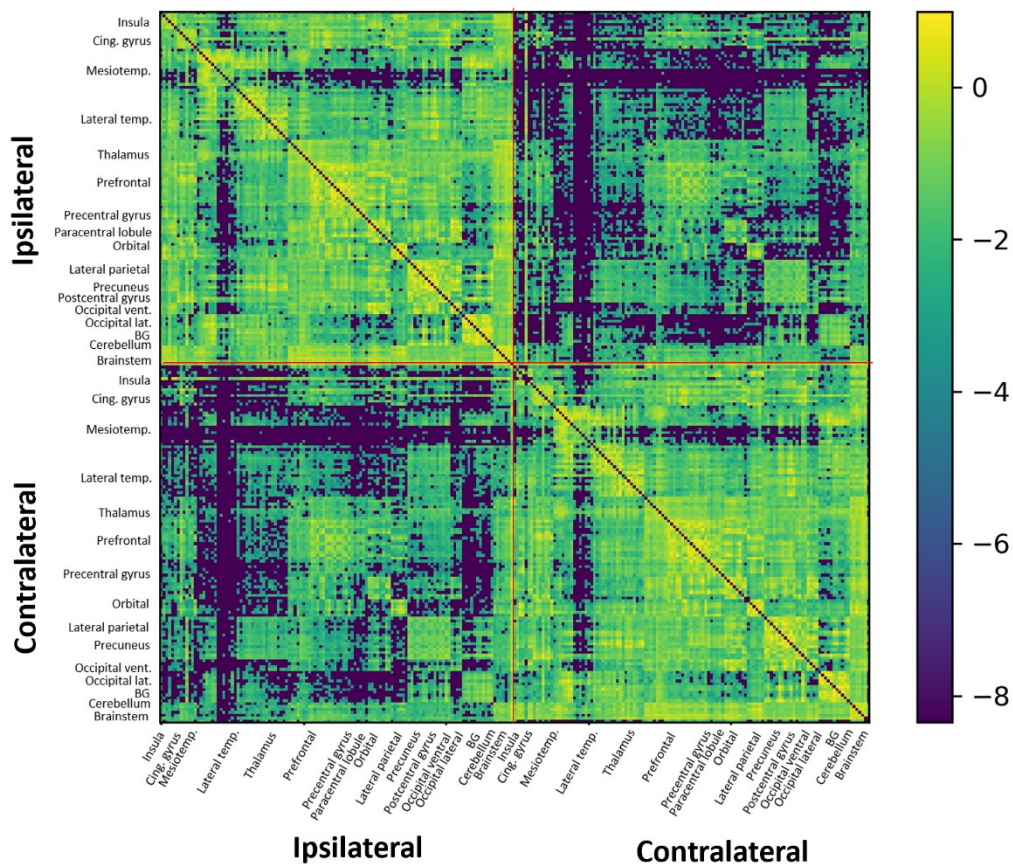 Ipsilateral
Contralateral
Insula
Cing. gyrus
Mesiotemp.
Lateral temp.
Thalamus
Prefrontal
Precentral gyrus
Paracentral lobule
Orbital
Lateral parietal
Precuneus
Postcentral gyrus
Occipital vent.
Occipital lat.
BG
Cerebellum
Brainstem
Insula
Cing. gyrus
Mesiotemp.
Lateral temp.
Thalamus
Prefrontal
Precentral gyrus
Orbital
Lateral parietal
Precuneus
Occipital vent.
Occipital lat.
BG
Cerebellum
Brainstem
0
−2
−4
−6
−8
Insula
Cing. gyrus
Mesiotemp.
Lateral temp.
Thalamus
Prefrontal
Precentral gyrus
Paracentral lobule
Orbital
Lateral parietal
Precuneus
Postcentral gyrus
Occipital ventral
Occipital lateral
BG
Cerebellum
Brainstem
Insula
Cing. gyrus
Mesiotemp.
Lateral temp.
Thalamus
Prefrontal
Precentral gyrus
Paracentral lobule
Orbital
Lateral parietal
Precuneus
Postcentral gyrus
Occipital ventral
Occipital lateral
BG
Cerebellum
Brainstem
Ipsilateral
Contralateral